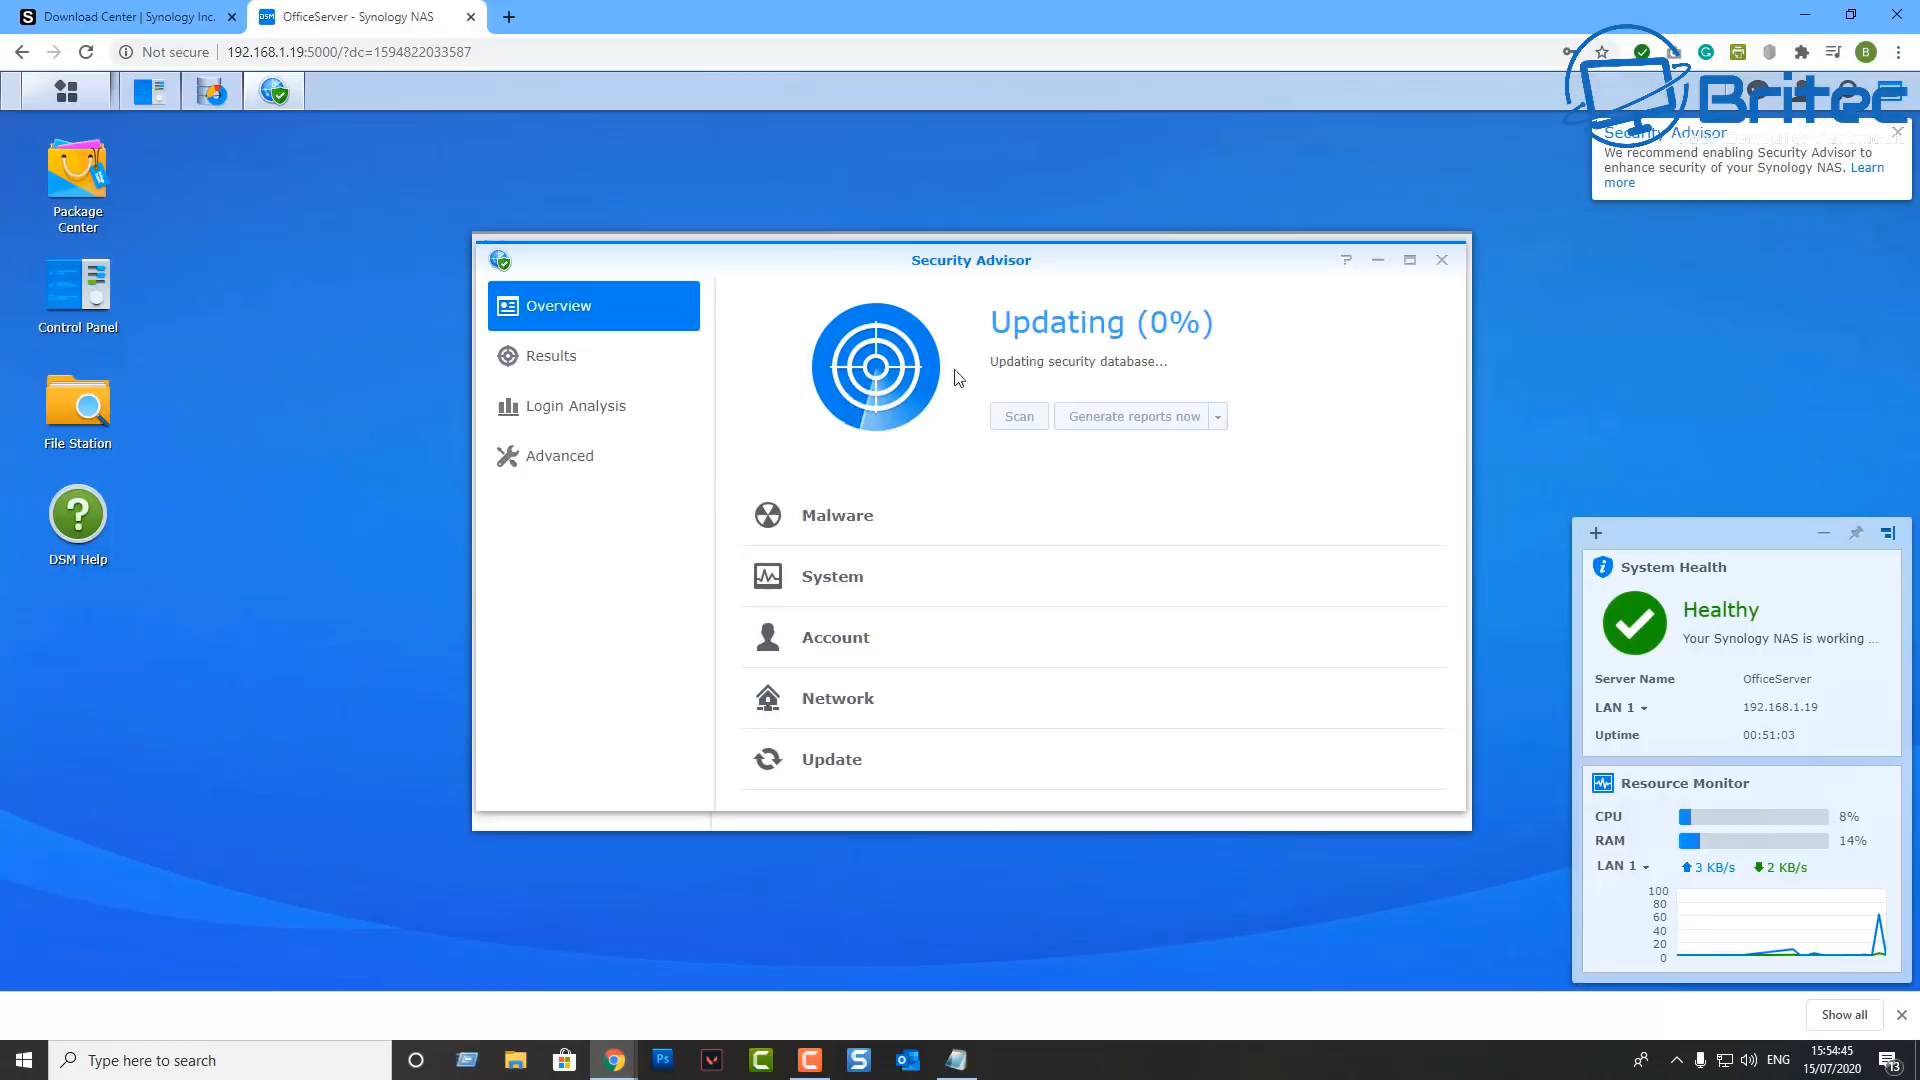 S Download Center | Synology Inc.
DSM OfficeServer - Synology NAS
Not secure 192.168.1.19:5000/?dc=1594822033587
B
Britec
Security Advisor
We recommend enabling Security Advisor to
enhance security of your Synology NAS. Learn
more
Package
Center
Control Panel
File Station
DSM Help
Security Advisor
Overview
Results
Login Analysis
Advanced
Updating (0%)
Updating security database...
Scan
Generate reports now
Malware
System
Account
Network
Update
System Health
Healthy
Your Synology NAS is working ...
Server Name OfficeServer
LAN 1 192.168.1.19
Uptime 00:51:03
Resource Monitor
CPU 8%
RAM 14%
LAN 1 3 KB/s 2 KB/s
100
80
60
40
20
0
Show all
Type here to search
Ps
ENG
15:54:45
15/07/2020
13